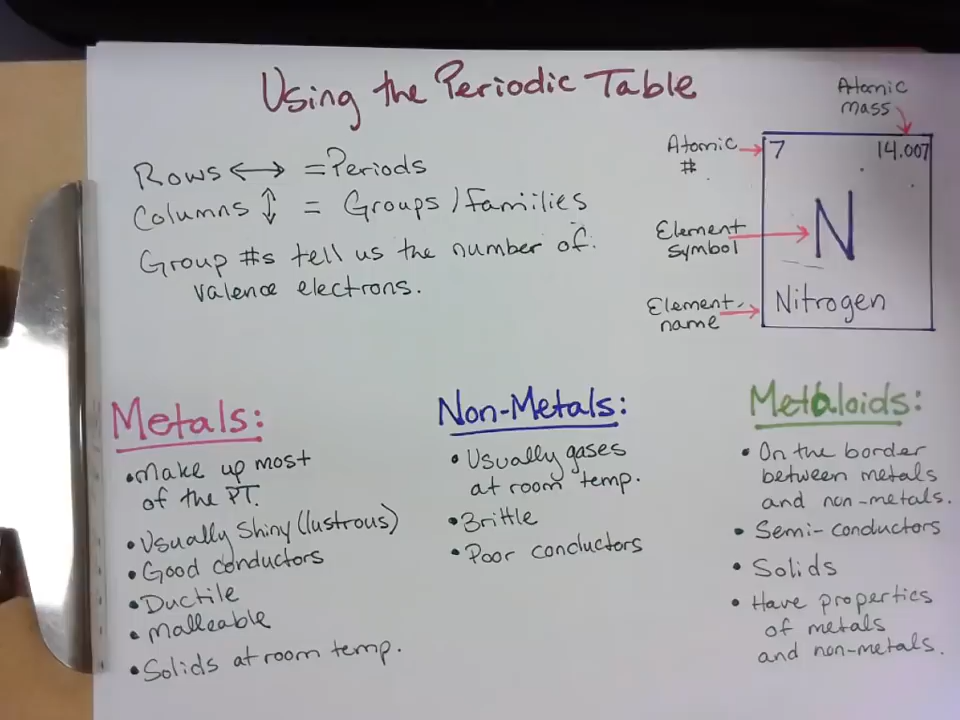 Using the Periodic Table
Rows ↔ = Periods
Columns ↕ = Groups/Families
Group #s tell us the number of
valence electrons.
Atomic
mass
Atomic
#
7
14.007
Element
symbol
N
Element
name
Nitrogen
Metals:
• Make up most
of the PT.
• Usually Shiny (lustrous)
• Good conductors
• Ductile
• Malleable
• Solids at room temp.
Non-Metals:
• Usually gases
at room temp.
• Brittle
• Poor conductors
Metaloids:
• On the border
between metals
and non-metals.
• Semi-conductors
• Solids
• Have properties
of metals
and non-metals.